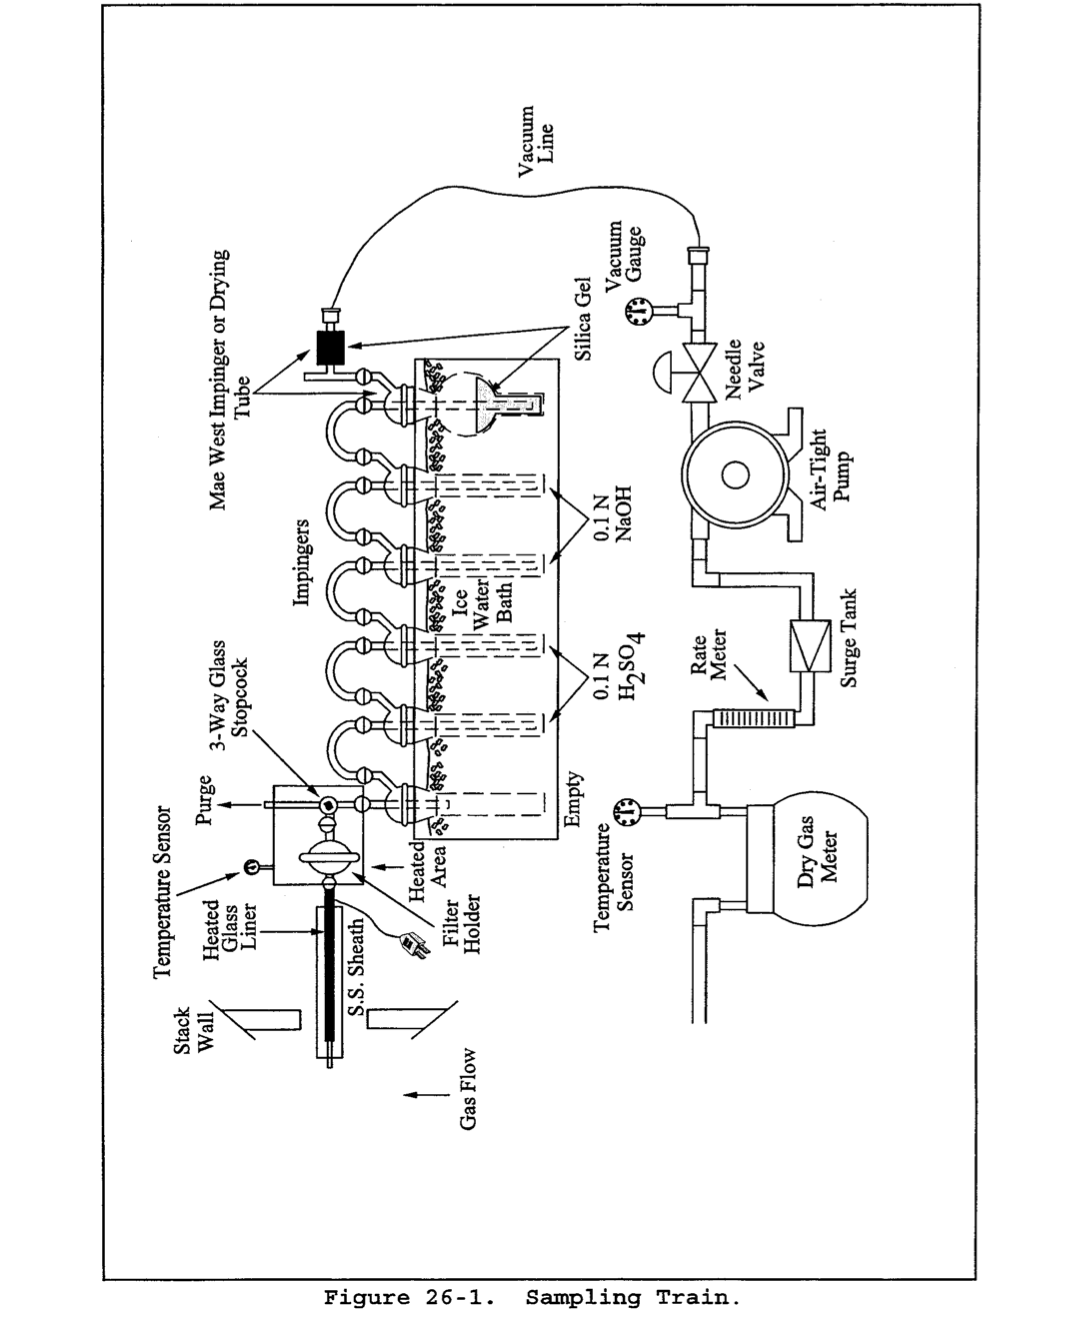 Temperature Sensor
Purge
3-Way Glass
Stopcock
Impingers
Mae West Impinger or Drying
Tube
Vacuum
Line
Stack
Wall
Heated
Glass
Liner
S.S. Sheath
Heated
Area
Filter
Holder
Gas Flow
Ice
Water
Bath
Empty
0.1 N
H2SO4
0.1 N
NaOH
Silica Gel
Vacuum
Gauge
Needle
Valve
Air-Tight
Pump
Surge Tank
Rate
Meter
Temperature
Sensor
Dry Gas
Meter
Figure 26-1. Sampling Train.